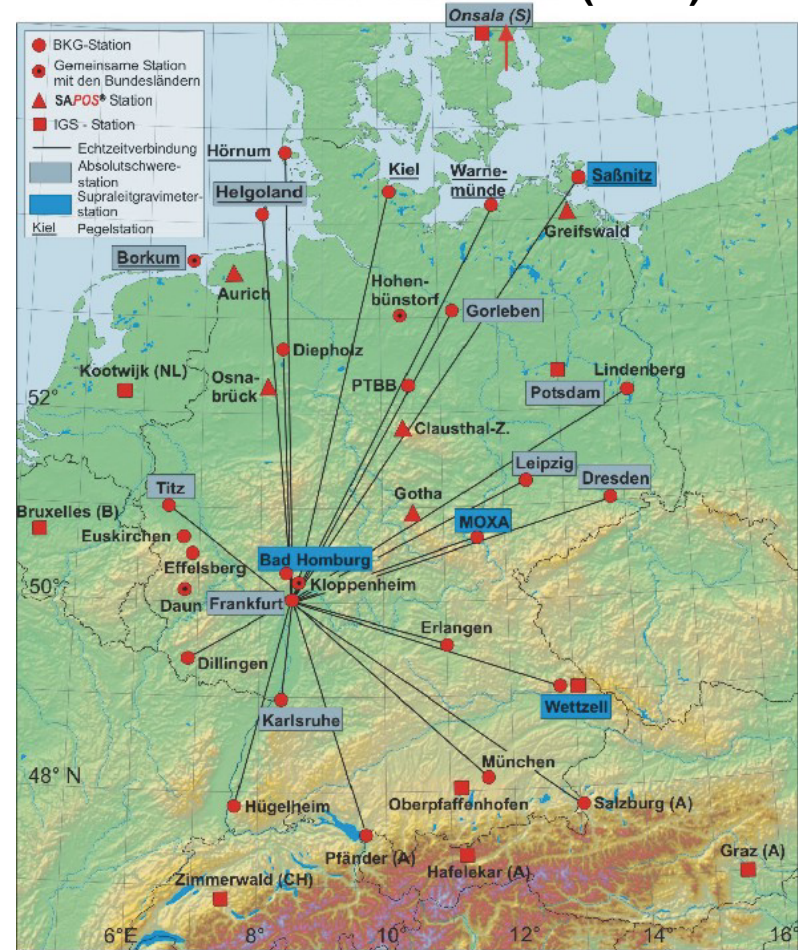 Onsala (S)
BKG-Station
Gemeinsame Station
mit den Bundesländern
SAPOS® Station
IGS - Station
Echtzeitverbindung
Absolutschwere-
station
Supraleitgravimeter-
station
Kiel Pegelstation
Hörnum
Helgoland
Kiel
Warne-
münde
Saßnitz
Greifswald
Borkum
Aurich
Hohen-
bünstorf
Gorleben
Diepholz
Kootwijk (NL)
Osna-
brück
PTBB
Potsdam
Lindenberg
52°
Clausthal-Z.
Titz
Leipzig
Dresden
Gotha
Bruxelles (B)
Euskirchen
MOXA
Effelsberg
Bad Homburg
Kloppenheim
50°
Daun
Frankfurt
Erlangen
Dillingen
Karlsruhe
Wettzell
48° N
München
Hügelheim
Oberpfaffenhofen
Salzburg (A)
Pfänder (A)
Hafelekar (A)
Graz (A)
Zimmerwald (CH)
6°E 8° 10° 12° 14° 16°